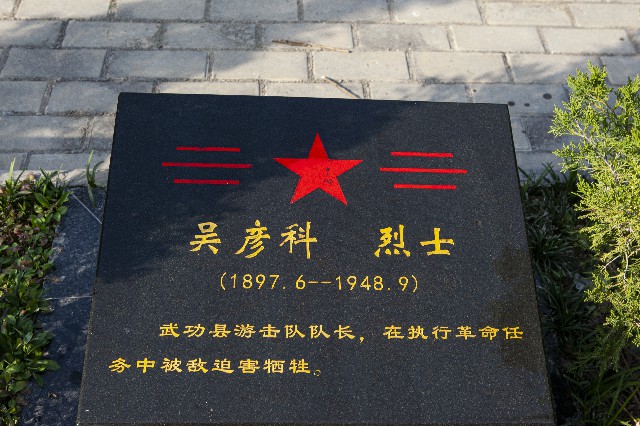 吴彦科 烈士
(1897.6--1948.9)
武功县游击队队长，在执行革命任
务中被敌迫害牺牲。